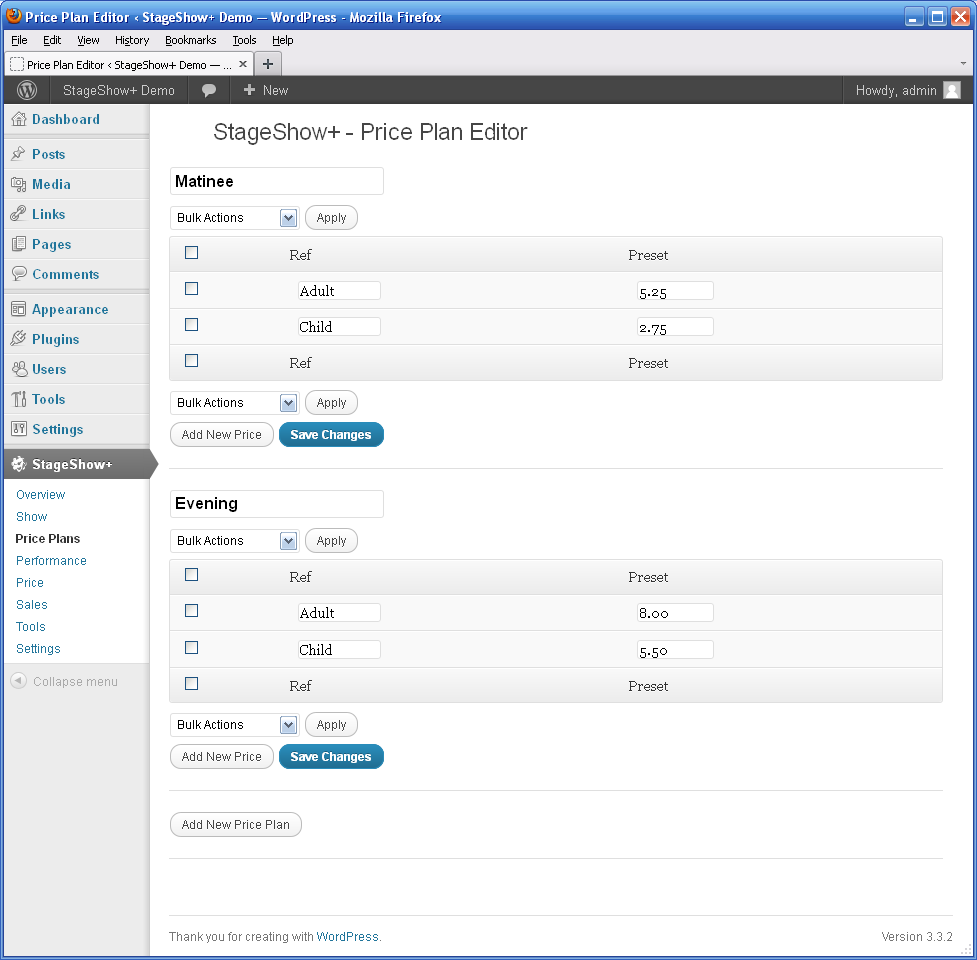 Price Plan Editor ‹ StageShow+ Demo — WordPress - Mozilla Firefox
File Edit View History Bookmarks Tools Help
Price Plan Editor ‹ StageShow+ Demo — ... × +
StageShow+ Demo + New Howdy, admin
Dashboard
Posts
Media
Links
Pages
Comments
Appearance
Plugins
Users
Tools
Settings
StageShow+
Overview
Show
Price Plans
Performance
Price
Sales
Tools
Settings
Collapse menu
StageShow+ - Price Plan Editor
Matinee
Bulk Actions Apply
Ref Preset
Adult 5.25
Child 2.75
Ref Preset
Bulk Actions Apply
Add New Price Save Changes
Evening
Bulk Actions Apply
Ref Preset
Adult 8.00
Child 5.50
Ref Preset
Bulk Actions Apply
Add New Price Save Changes
Add New Price Plan
Thank you for creating with WordPress. Version 3.3.2